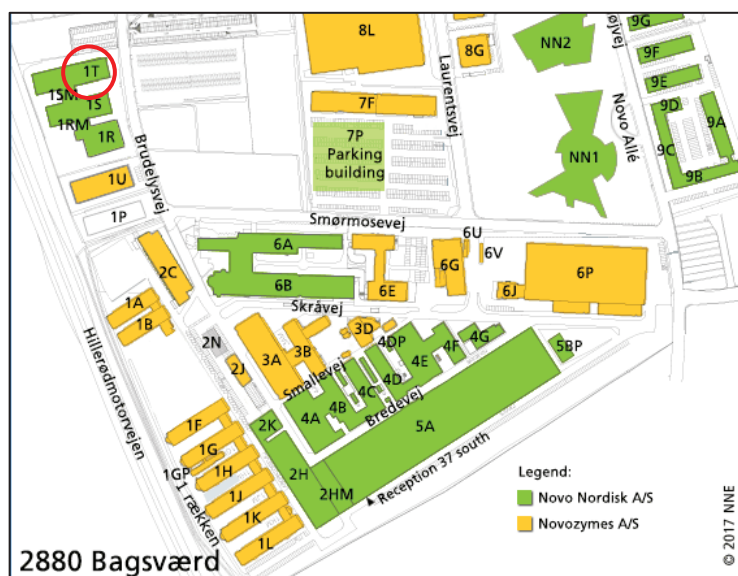 8L
8G
NN2
9G
9F
9E
9D
9A
9C
9B
Højvej
Laurentsvej
Novo Allé
NN1
1T
1SM
1S
1RM
1R
7F
7P
Parking
building
1U
1P
Brudelysvej
Smørmosevej
6A
6B
6E
6U
6V
6G
6J
6P
2C
1A
1B
Skråvej
2N
2J
3A
3B
3D
Smallevej
4DP
4A
4B
4C
4D
4E
4F
4G
5BP
Bredevej
5A
2K
2H
2HM
Reception 37 south
Hillerødmotorvejen
1F
1G
1GP
1H
1J
1K
1L
1 rækken
Legend:
Novo Nordisk A/S
Novozymes A/S
© 2017 NNE
2880 Bagsværd